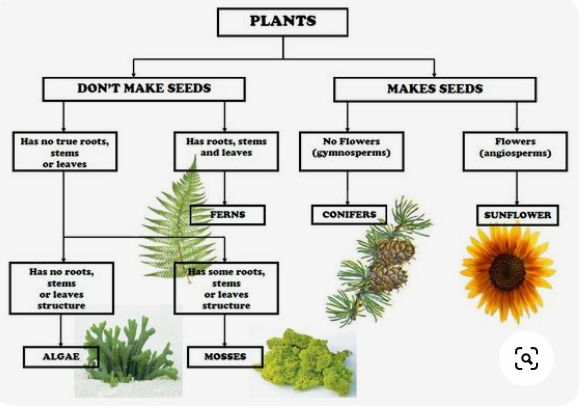 PLANTS
DON'T MAKE SEEDS
MAKES SEEDS
Has no true roots,
stems
or leaves
Has roots, stems
and leaves
No Flowers
(gymnosperms)
Flowers
(angiosperms)
FERNS
CONIFERS
SUNFLOWER
Has no roots,
stems
or leaves
structure
Has some roots,
stems
or leaves
structure
ALGAE
MOSSES